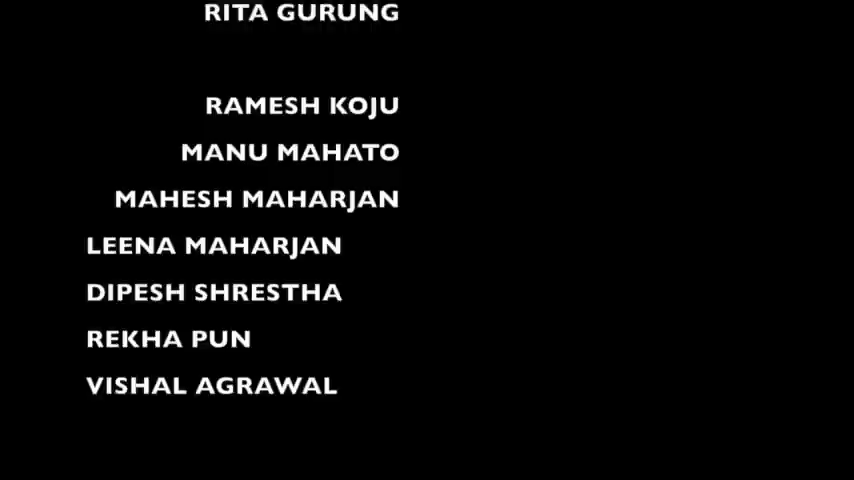 RITA GURUNG
RAMESH KOJU
MANU MAHATO
MAHESH MAHARJAN
LEENA MAHARJAN
DIPESH SHRESTHA
REKHA PUN
VISHAL AGRAWAL